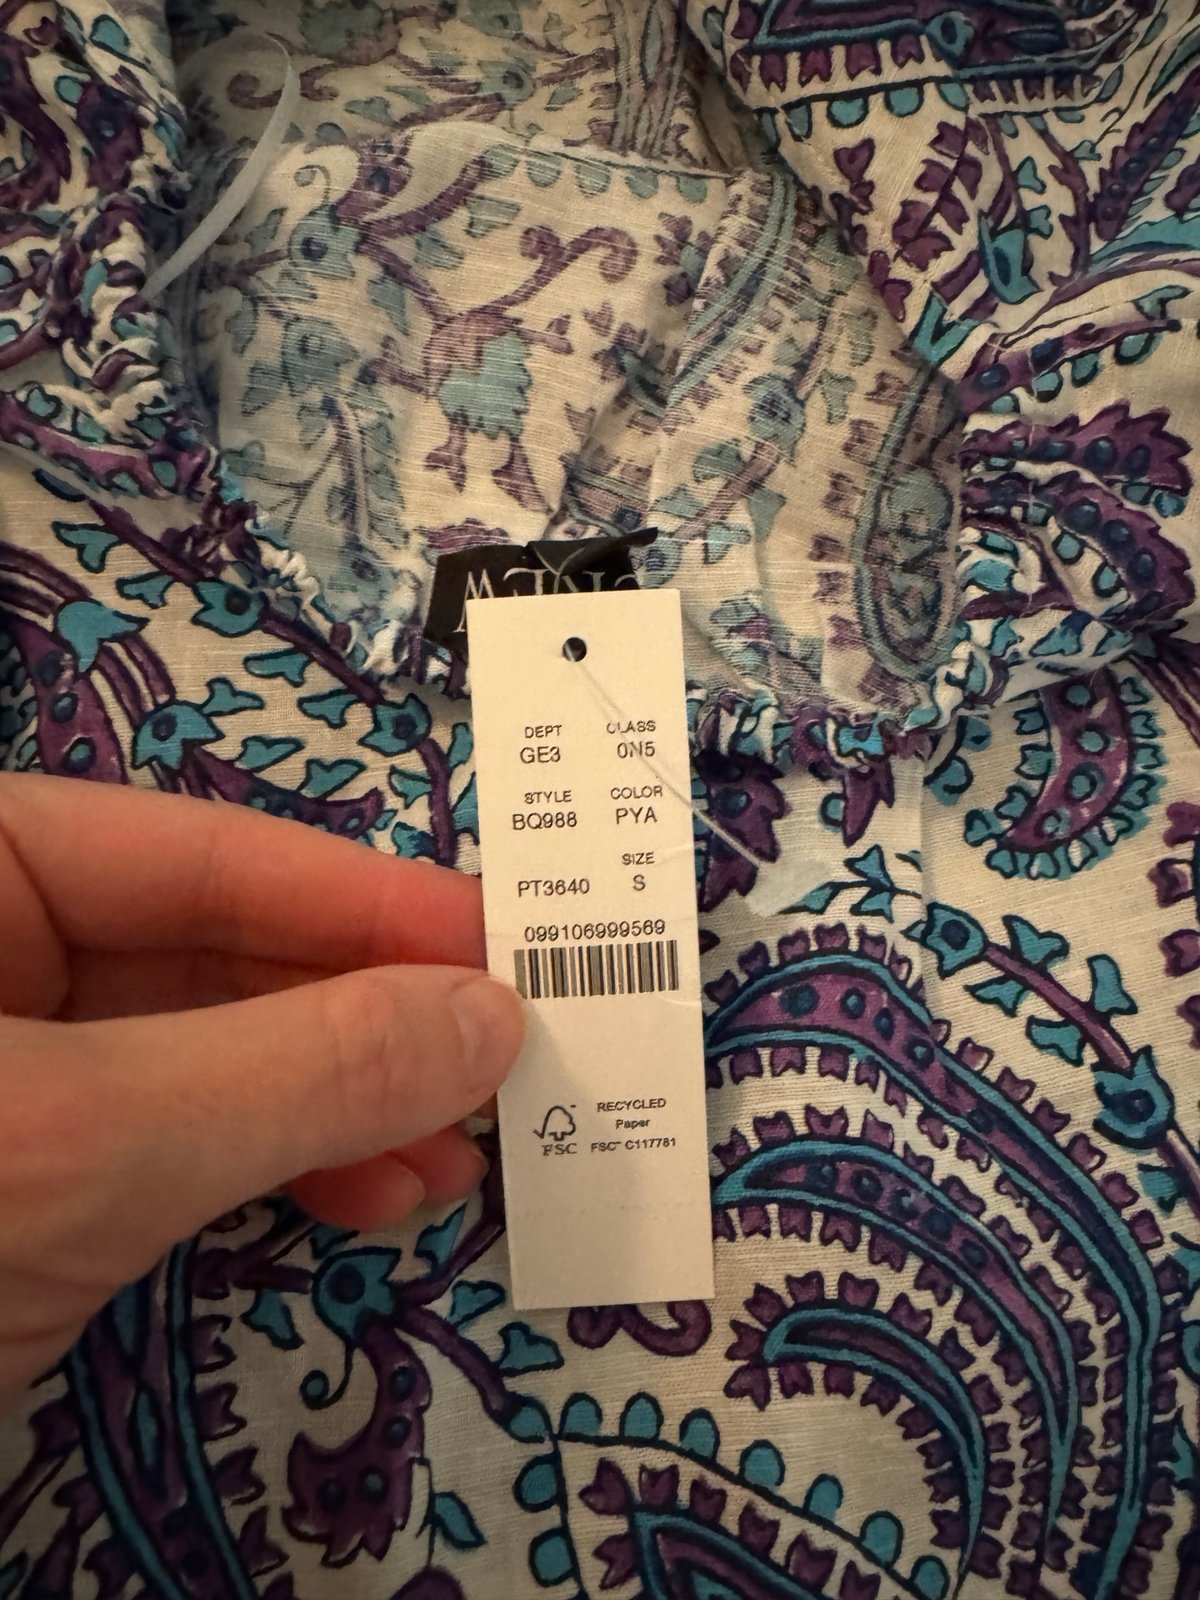 DEPT CLASS
GE3 0N5
STYLE COLOR
BQ988 PYA
SIZE
PT3640 S
099106999569
RECYCLED
Paper
FSC FSC™ C117781